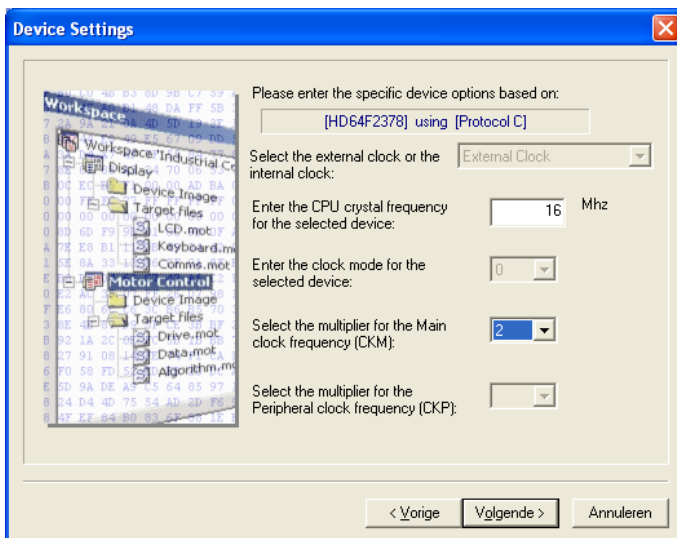 Device Settings
Please enter the specific device options based on:
[HD64F2378] using [Protocol C]
Select the external clock or the internal clock:
External Clock
Enter the CPU crystal frequency for the selected device:
16
Mhz
Enter the clock mode for the selected device:
0
Select the multiplier for the Main clock frequency (CKM):
2
Select the multiplier for the Peripheral clock frequency (CKP):
< Vorige
Volgende >
Annuleren
Workspace
Workspace "Industrial Co
Display
Device Image
Target files
LCD.mot
Keyboard.mo
Comms.mot
Motor Control
Device Image
Target files
Drive.mot
Data.mot
Algorithm.mo